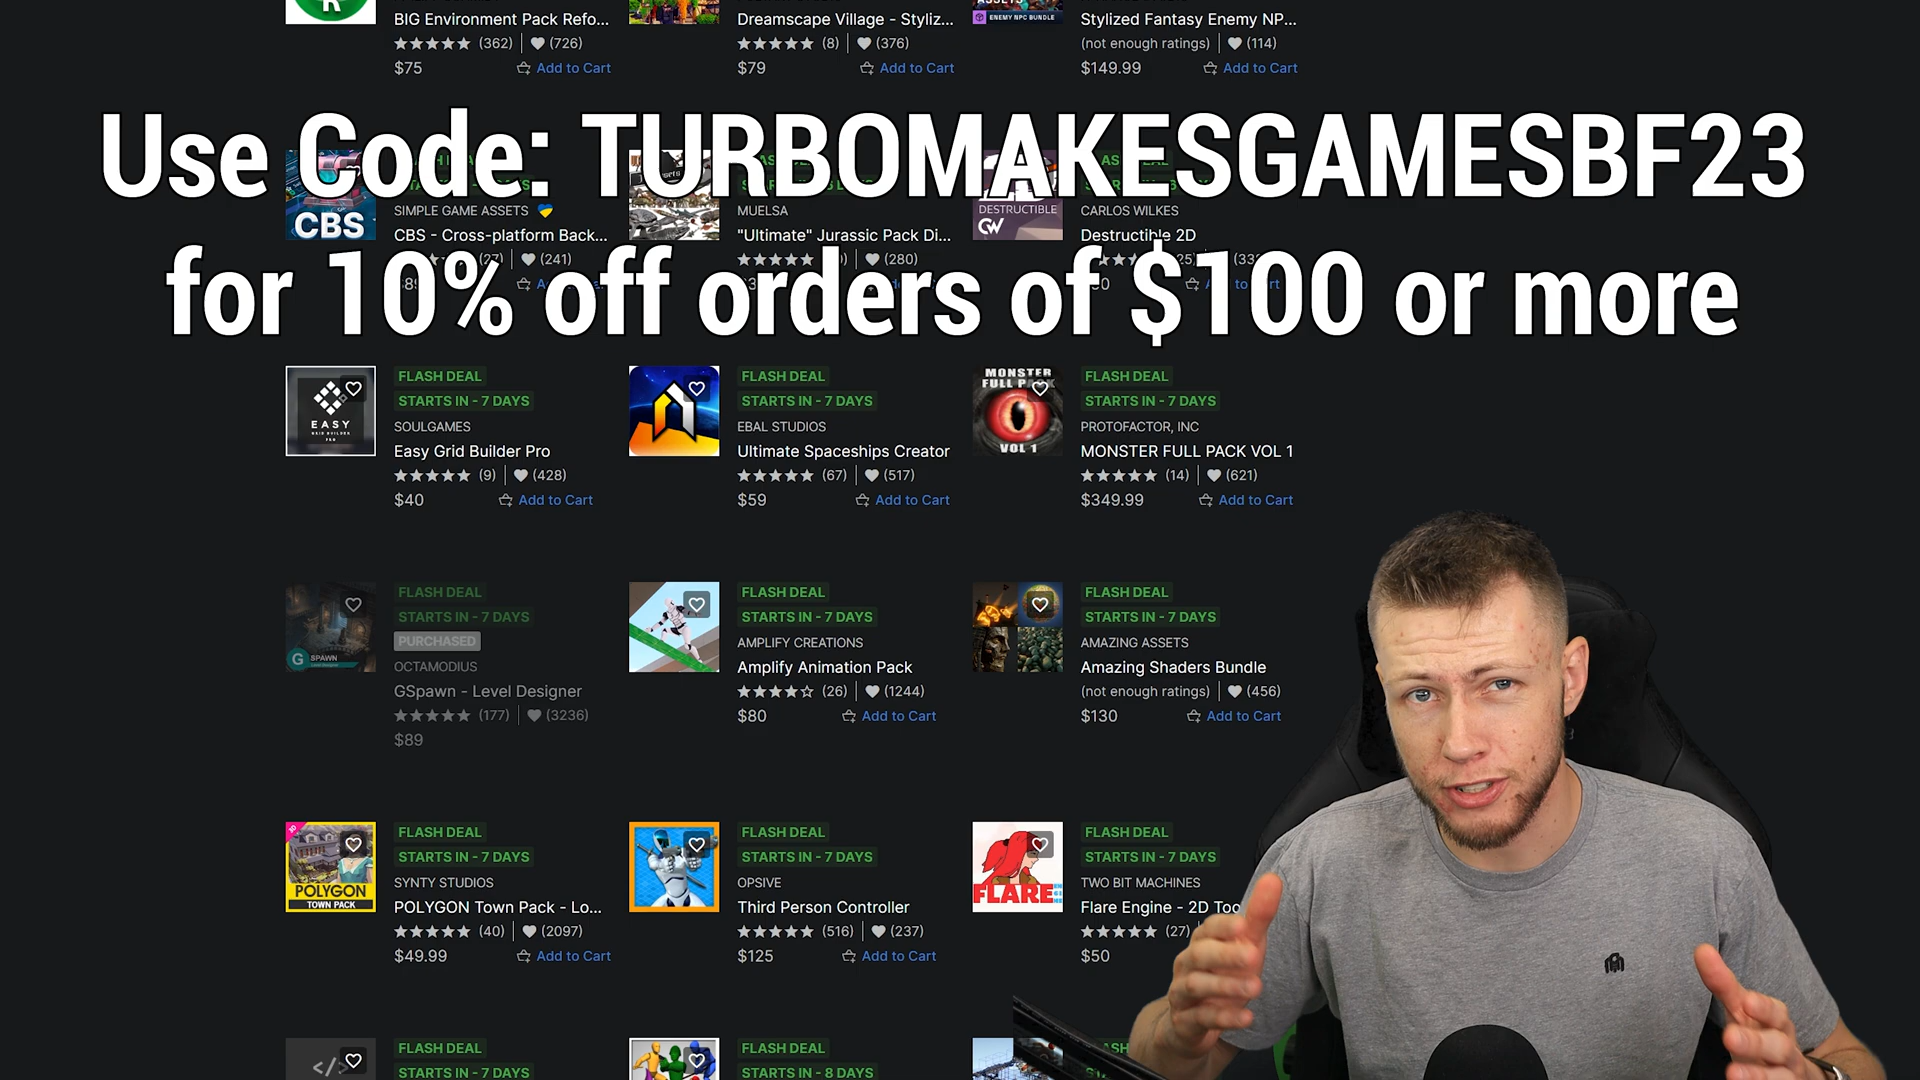 BIG Environment Pack Refo...
(362) (726)
$75 Add to Cart
Dreamscape Village - Styliz...
(8) (376)
$79 Add to Cart
ENEMY NPC BUNDLE
Stylized Fantasy Enemy NP...
(not enough ratings) (114)
$149.99 Add to Cart
Use Code: TURBOMAKESGAMESBF23
for 10% off orders of $100 or more
CBS
SIMPLE GAME ASSETS
CBS - Cross-platform Back...
(27) (241)
MUELSA
"Ultimate" Jurassic Pack Di...
(280)
DESTRUCTIBLE
CW
CARLOS WILKES
Destructible 2D
EASY
FLASH DEAL
STARTS IN - 7 DAYS
SOULGAMES
Easy Grid Builder Pro
(9) (428)
$40 Add to Cart
FLASH DEAL
STARTS IN - 7 DAYS
EBAL STUDIOS
Ultimate Spaceships Creator
(67) (517)
$59 Add to Cart
MONSTER
FULL PACK
VOL 1
FLASH DEAL
STARTS IN - 7 DAYS
PROTOFACTOR, INC
MONSTER FULL PACK VOL 1
(14) (621)
$349.99 Add to Cart
G SPAWN
FLASH DEAL
STARTS IN - 7 DAYS
PURCHASED
OCTAMODIUS
GSpawn - Level Designer
(177) (3236)
$89
FLASH DEAL
STARTS IN - 7 DAYS
AMPLIFY CREATIONS
Amplify Animation Pack
(26) (1244)
$80 Add to Cart
FLASH DEAL
STARTS IN - 7 DAYS
AMAZING ASSETS
Amazing Shaders Bundle
(not enough ratings) (456)
$130 Add to Cart
POLYGON
TOWN PACK
FLASH DEAL
STARTS IN - 7 DAYS
SYNTY STUDIOS
POLYGON Town Pack - Lo...
(40) (2097)
$49.99 Add to Cart
FLASH DEAL
STARTS IN - 7 DAYS
OPSIVE
Third Person Controller
(516) (237)
$125 Add to Cart
FLARE
FLASH DEAL
STARTS IN - 7 DAYS
TWO BIT MACHINES
Flare Engine - 2D Too
(27)
$50
</>
FLASH DEAL
STARTS IN - 7 DAYS
FLASH DEAL
STARTS IN - 8 DAYS